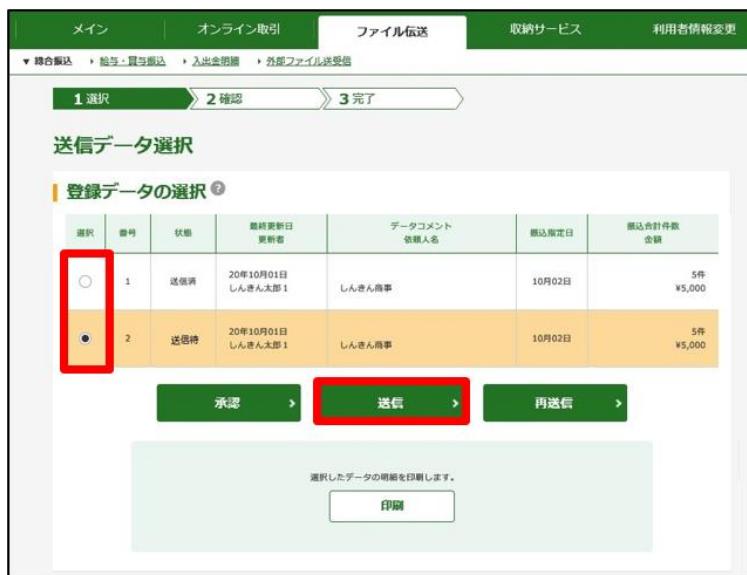 メイン オンライン取引 ファイル伝送 収納サービス 利用者情報変更
▼ 総合振込 ▸ 給与・賞与振込 ▸ 入出金明細 ▸ 外部ファイル送受信
1 選択 2 確認 3 完了
送信データ選択
登録データの選択 ?
選択 番号 状態 最終更新日 データコメント 振込指定日 振込合計件数
更新者 依頼人名 金額
1 送信済 20年10月01日 10月02日 5件
しんきん太郎1 しんきん商事 ¥5,000
2 送信待 20年10月01日 10月02日 5件
しんきん太郎1 しんきん商事 ¥5,000
承認 送信 再送信
選択したデータの明細を印刷します。
印刷